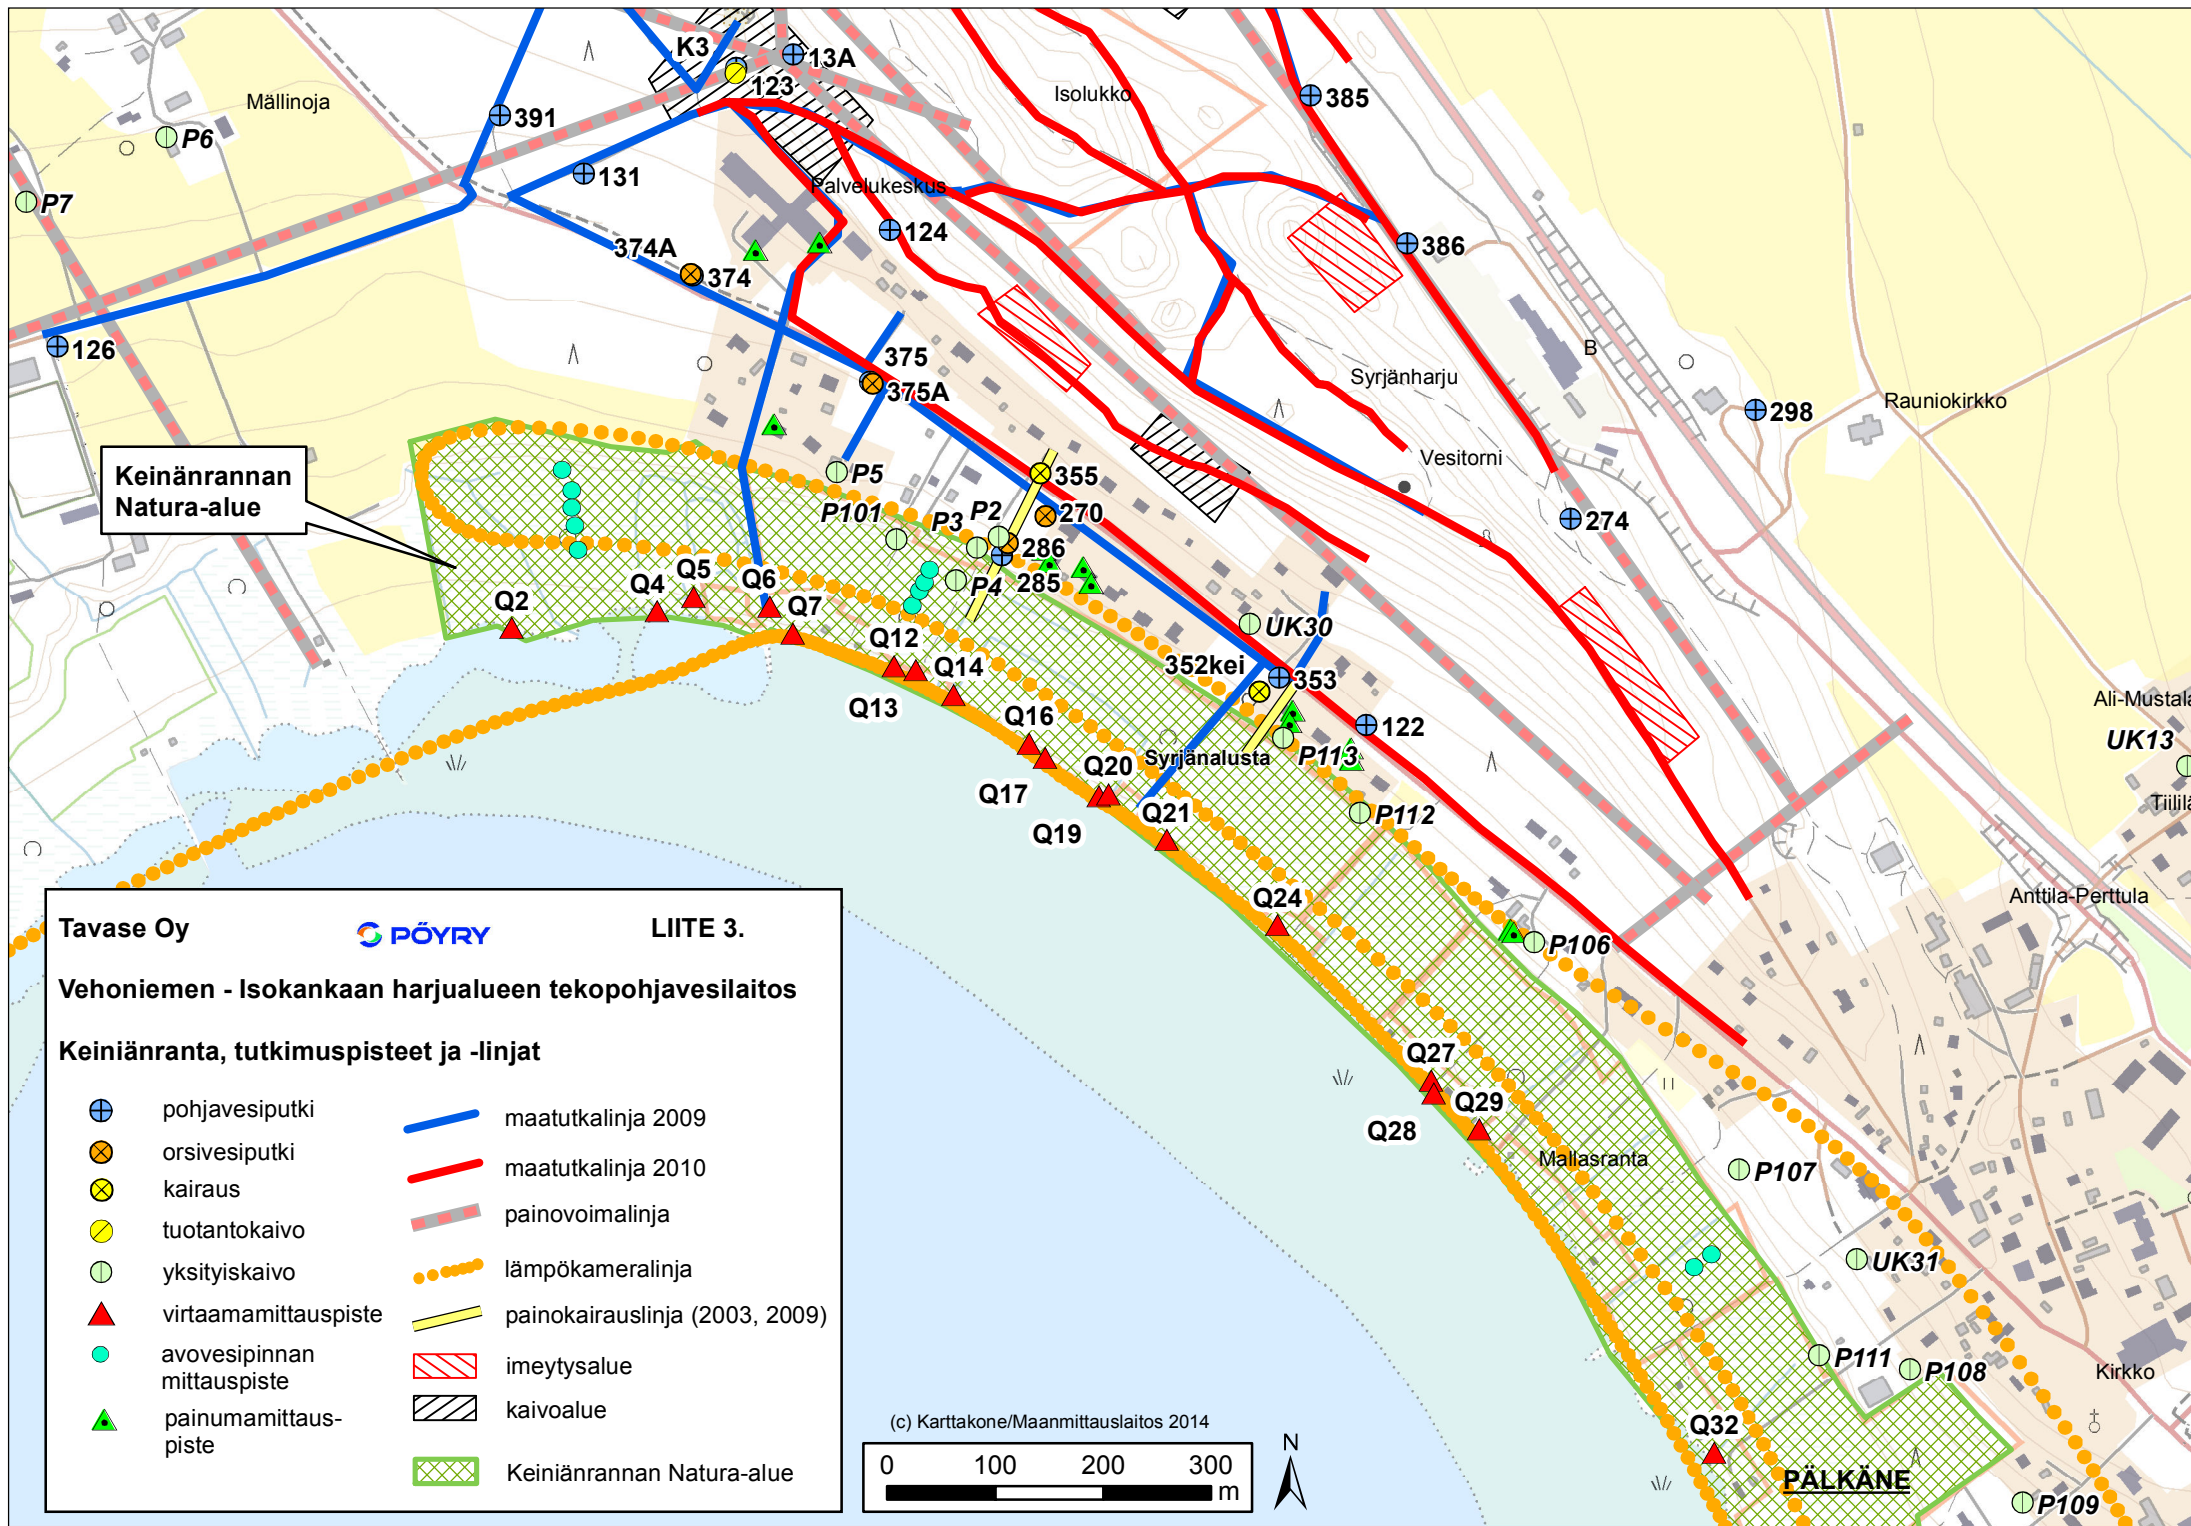 K3
13A
123
Mällinoja
391
Isolukko
385
P6
131
Palvelukeskus
P7
124
386
374A
374
126
375
375A
B
Syrjänharju
298
Rauniokirkko
Keinänrannan
Natura-alue
P5
355
Vesitorni
P101
P3
P2
270
274
286
285
P4
Q2
Q4
Q5
Q6
Q7
UK30
Q12
Q14
352kei
353
Q13
122
Ali-Mustala
UK13
Q16
Syrjänalusta
P113
Q20
Q17
Q19
Q21
P112
Tiililä
Q24
Anttila-Perttula
P106
Q27
Q29
Q28
Mallasranta
P107
UK31
P111
P108
Kirkko
Q32
PÄLKÄNE
P109
Tavase Oy
PÖYRY
LIITE 3.
Vehoniemen - Isokankaan harjualueen tekopohjavesilaitos
Keiniänranta, tutkimuspisteet ja -linjat
pohjavesiputki
orsivesiputki
kairaus
tuotantokaivo
yksityiskaivo
virtaamamittauspiste
avovesipinnan
mittauspiste
painumamittaus-
piste
maatutkalinja 2009
maatutkalinja 2010
painovoimalinja
lämpökameralinja
painokairauslinja (2003, 2009)
imeytysalue
kaivoalue
Keiniänrannan Natura-alue
(c) Karttakone/Maanmittauslaitos 2014
0 100 200 300
m
N